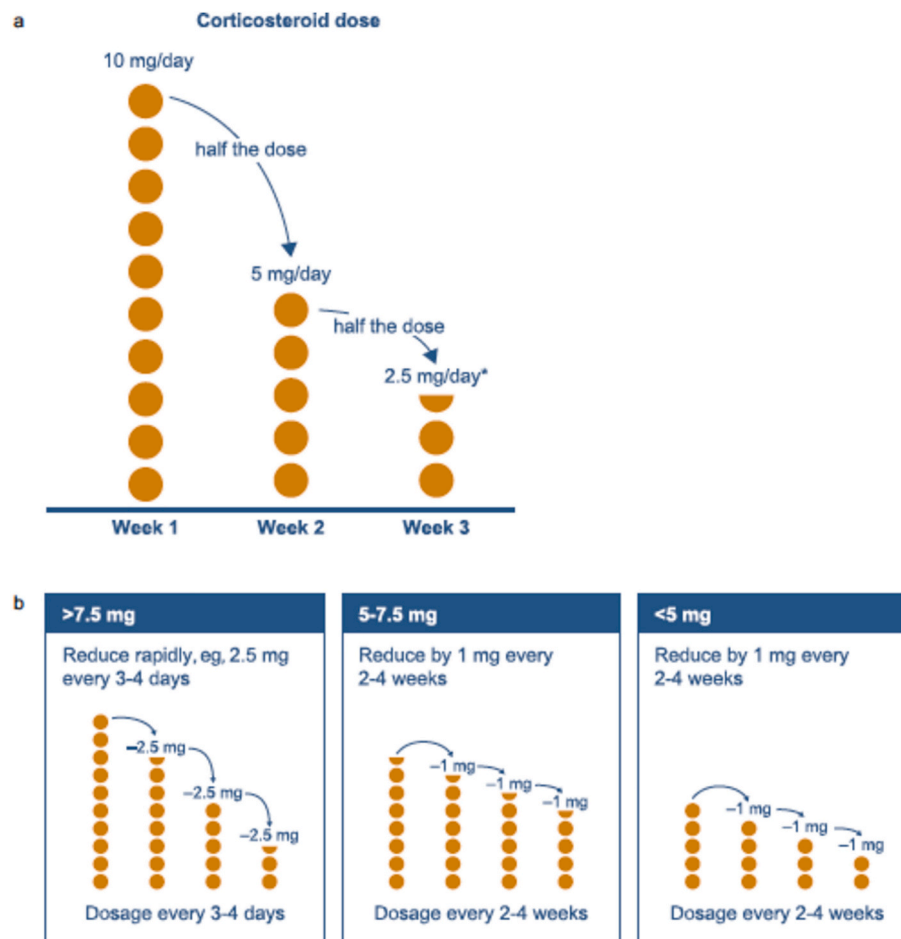 a
Corticosteroid dose
10 mg/day
half the dose
5 mg/day
half the dose
2.5 mg/day*
Week 1
Week 2
Week 3
b
>7.5 mg
Reduce rapidly, eg, 2.5 mg
every 3-4 days
–2.5 mg
–2.5 mg
–2.5 mg
Dosage every 3-4 days
5-7.5 mg
Reduce by 1 mg every
2-4 weeks
–1 mg
–1 mg
–1 mg
Dosage every 2-4 weeks
<5 mg
Reduce by 1 mg every
2-4 weeks
–1 mg
–1 mg
–1 mg
Dosage every 2-4 weeks